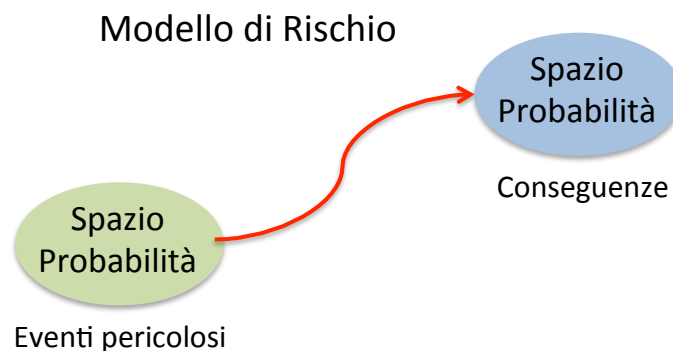 Modello di Rischio
Spazio
Probabilità
Conseguenze
Spazio
Probabilità
Eventi pericolosi